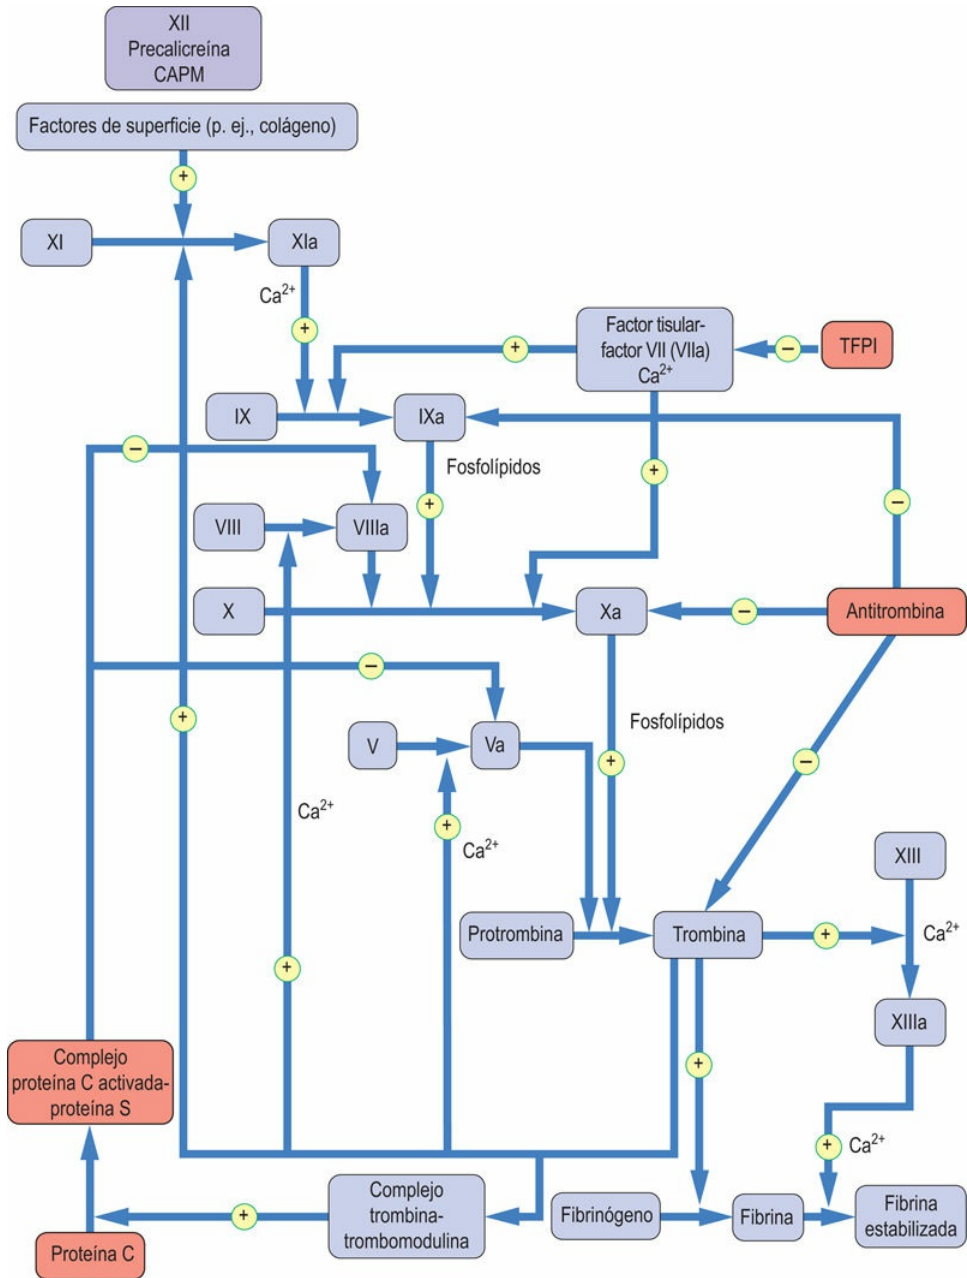 XII
Precalicreína
CAPM
Factores de superficie (p. ej., colágeno)
+
XI
XIa
Ca2+
+
+
Factor tisular-
factor VII (VIIa)
Ca2+
–
TFPI
IX
IXa
–
Fosfolípidos
+
+
–
VIII
VIIIa
X
Xa
–
Antitrombina
–
+
V
Va
Fosfolípidos
+
–
Ca2+
+
Ca2+
XIII
Protrombina
Trombina
+
Ca2+
+
XIIIa
Complejo
proteína C activada-
proteína S
+
+
Ca2+
Proteína C
+
Complejo
trombina-
trombomodulina
Fibrinógeno
Fibrina
Fibrina
estabilizada